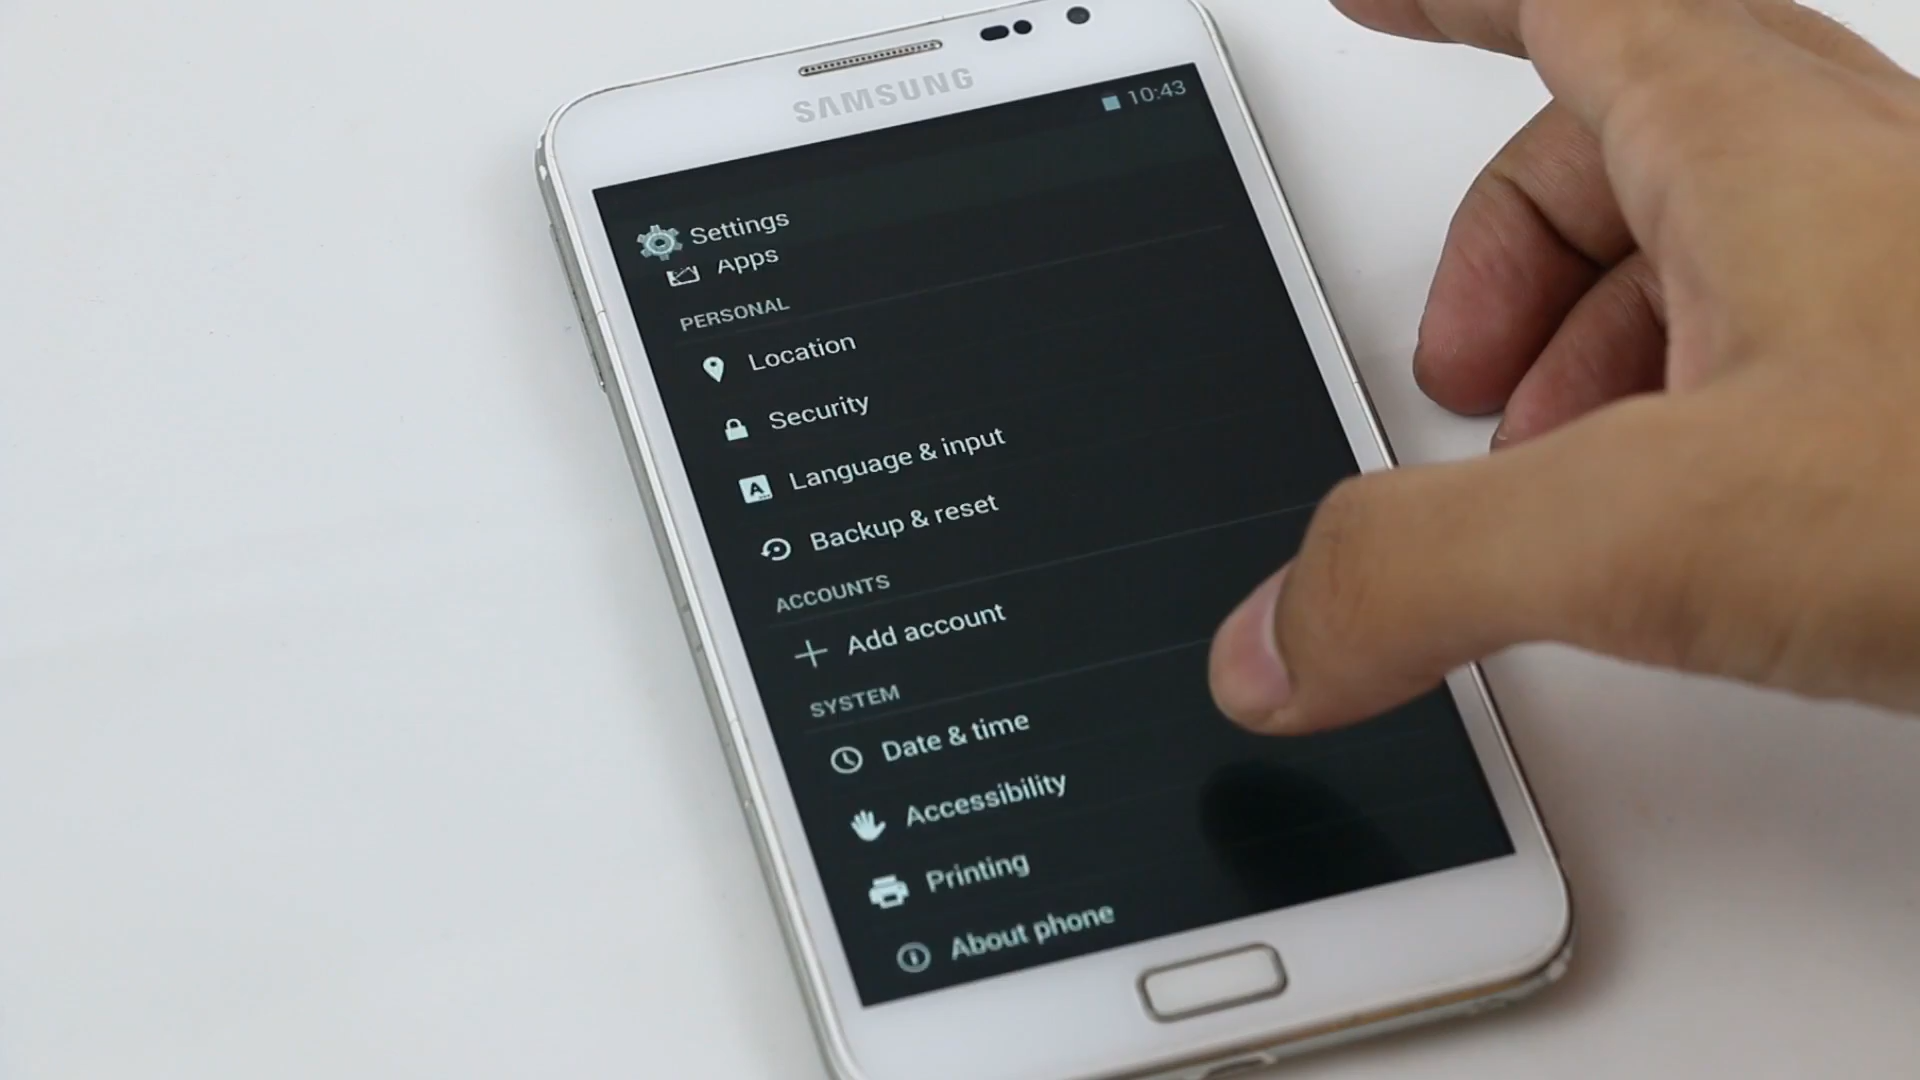 SAMSUNG
10:43
Settings
Apps
PERSONAL
Location
Security
Language & input
Backup & reset
ACCOUNTS
Add account
SYSTEM
Date & time
Accessibility
Printing
About phone